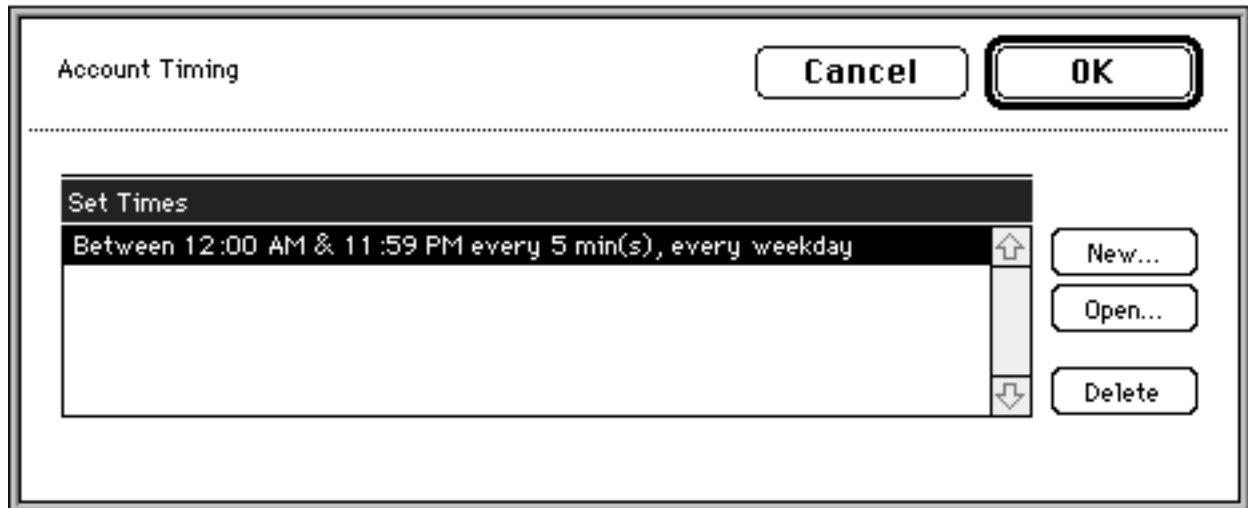 Account Timing
Cancel
OK
Set Times
Between 12:00 AM & 11:59 PM every 5 min(s), every weekday
New...
Open...
Delete